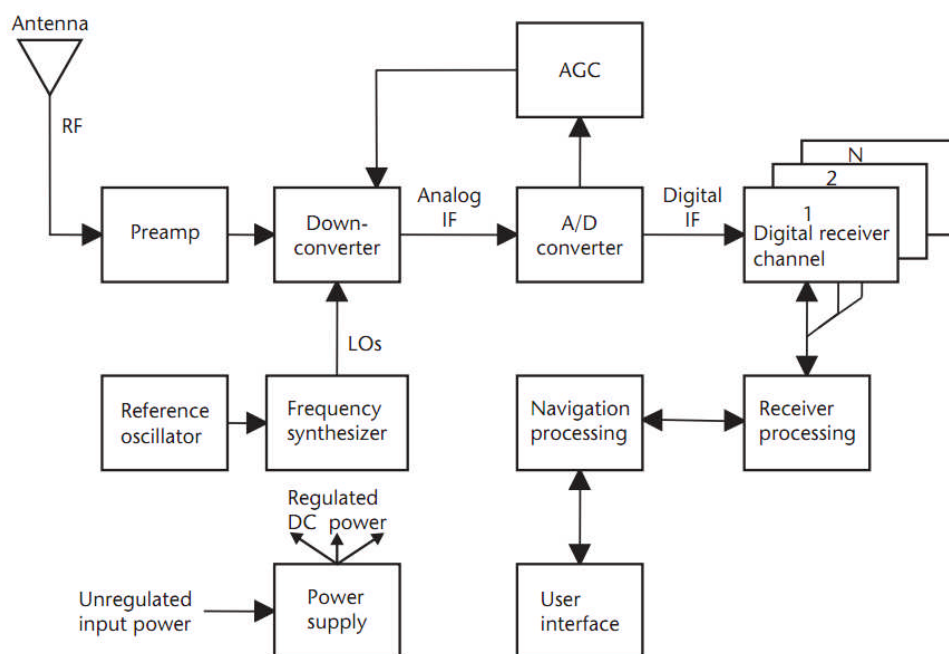 Antenna
RF
AGC
Preamp
Down-
converter
Analog
IF
A/D
converter
Digital
IF
N
2
1
Digital receiver
channel
LOs
Reference
oscillator
Frequency
synthesizer
Navigation
processing
Receiver
processing
Regulated
DC power
Unregulated
input power
Power
supply
User
interface